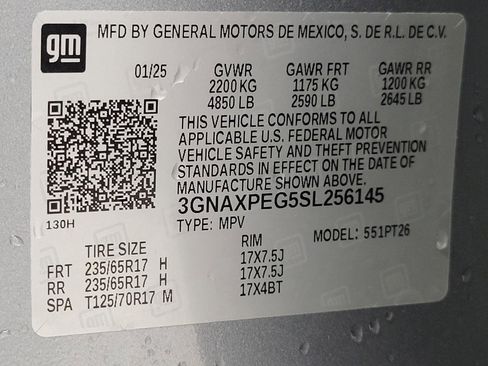 gm
MFD BY GENERAL MOTORS DE MEXICO, S. DE R.L. DE C.V.
01/25 GVWR GAWR FRT GAWR RR
2200 KG 1175 KG 1200 KG
4850 LB 2590 LB 2645 LB
THIS VEHICLE CONFORMS TO ALL
APPLICABLE U.S. FEDERAL MOTOR
VEHICLE SAFETY AND THEFT PREVENTION
STANDARDS IN EFFECT ON THE DATE OF
MANUFACTURE SHOWN ABOVE.
3GNAXPEG5SL256145
130H TYPE: MPV MODEL: 551PT26
TIRE SIZE RIM
FRT 235/65R17 H 17X7.5J
RR 235/65R17 H 17X7.5J
SPA T125/70R17 M 17X4BT